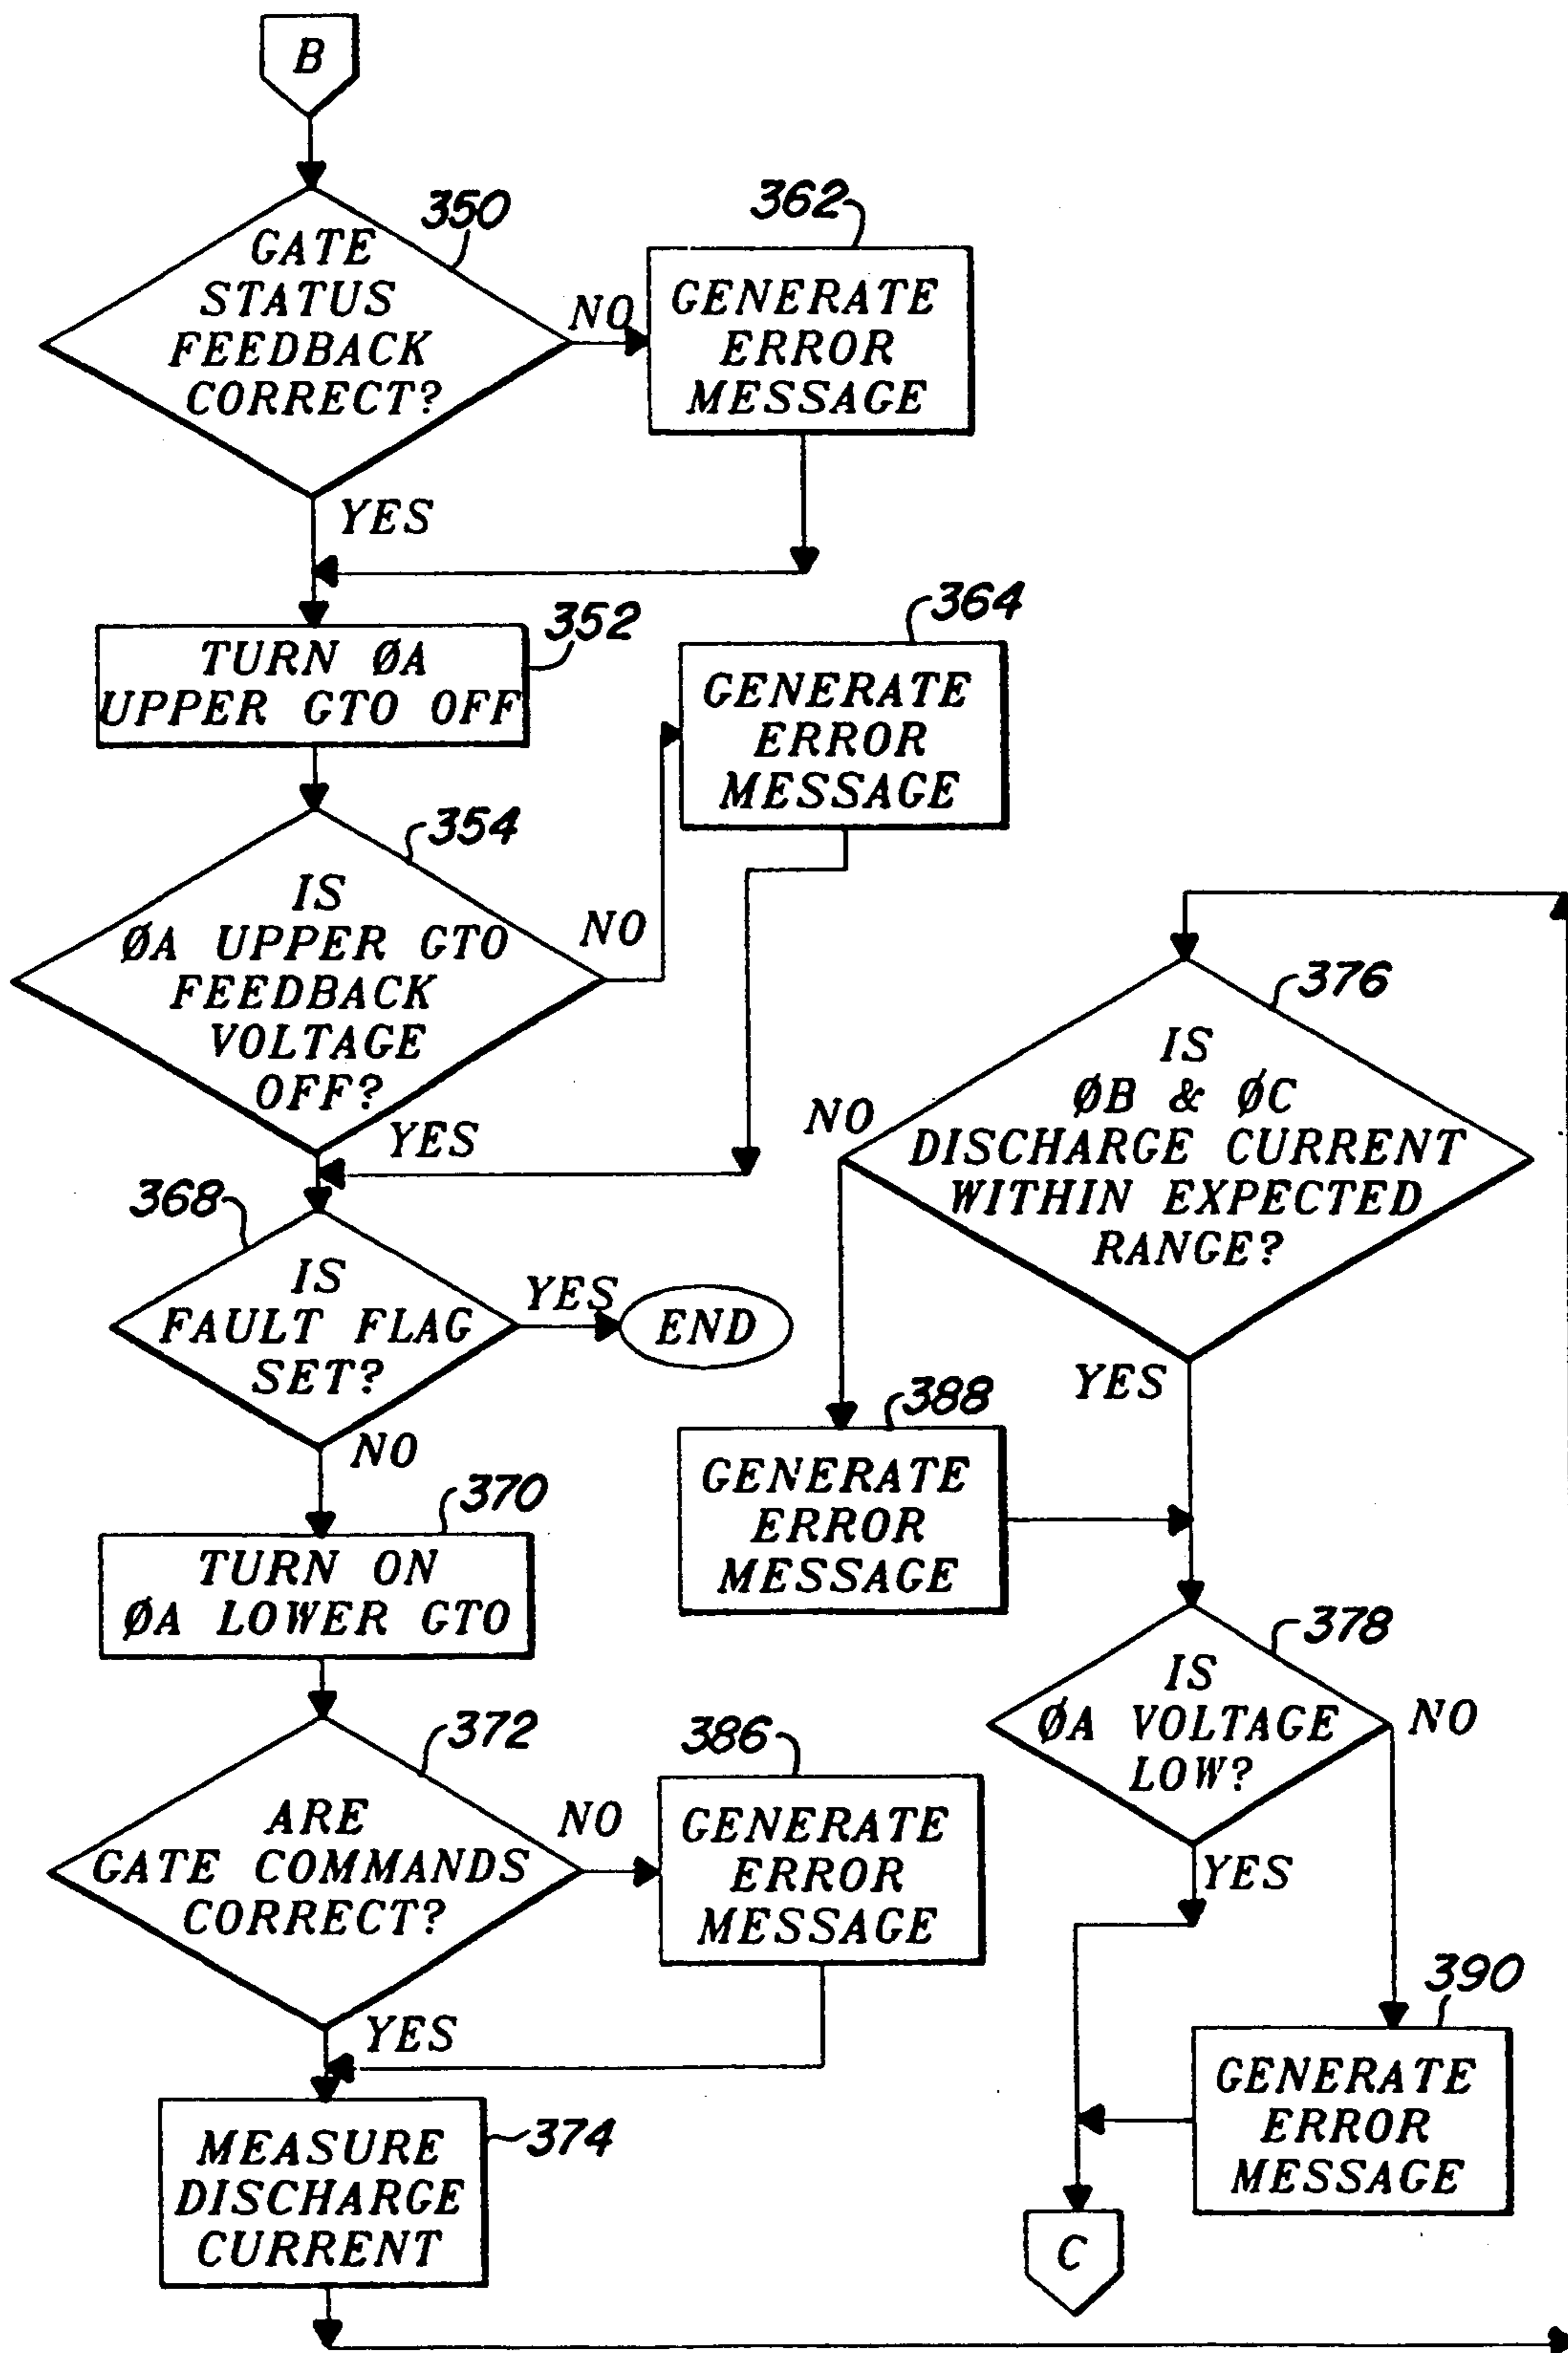 B
350
GATE
STATUS
FEEDBACK
CORRECT?
NO
362
GENERATE
ERROR
MESSAGE
YES
352
TURN ØA
UPPER GTO OFF
364
GENERATE
ERROR
MESSAGE
354
IS
ØA UPPER GTO
FEEDBACK
VOLTAGE
OFF?
NO
YES
368
IS
FAULT FLAG
SET?
YES
END
NO
370
TURN ON
ØA LOWER GTO
372
ARE
GATE COMMANDS
CORRECT?
NO
386
GENERATE
ERROR
MESSAGE
YES
374
MEASURE
DISCHARGE
CURRENT
376
IS
ØB & ØC
DISCHARGE CURRENT
WITHIN EXPECTED
RANGE?
NO
YES
388
GENERATE
ERROR
MESSAGE
378
IS
ØA VOLTAGE
LOW?
NO
YES
390
GENERATE
ERROR
MESSAGE
C